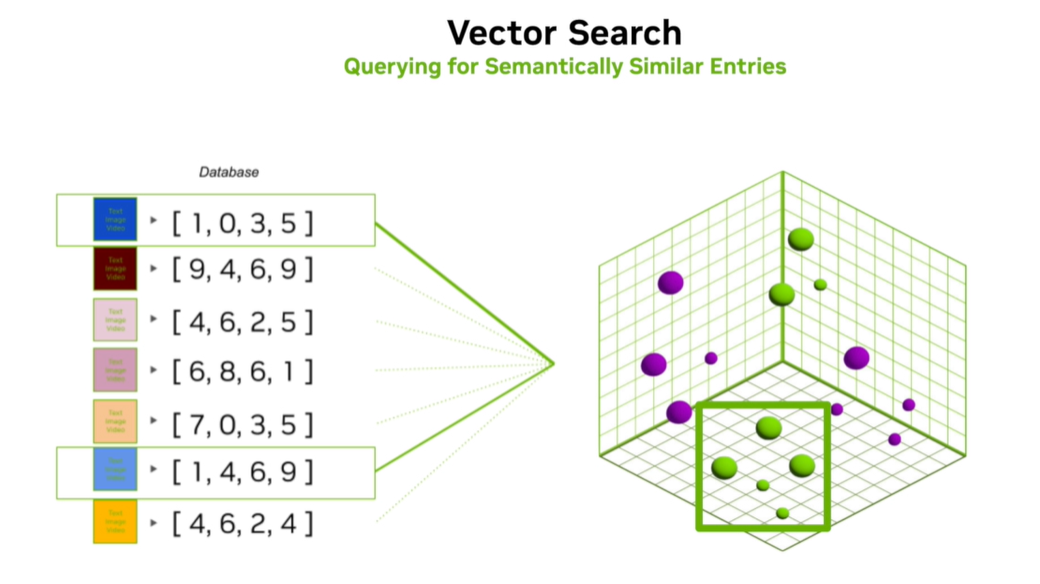 Vector Search
Querying for Semantically Similar Entries
Database
Text
Image
Video
[ 1, 0, 3, 5 ]
Text
Image
Video
[ 9, 4, 6, 9 ]
Text
Image
Video
[ 4, 6, 2, 5 ]
Text
Image
Video
[ 6, 8, 6, 1 ]
Text
Image
Video
[ 7, 0, 3, 5 ]
Text
Image
Video
[ 1, 4, 6, 9 ]
Text
Image
Video
[ 4, 6, 2, 4 ]